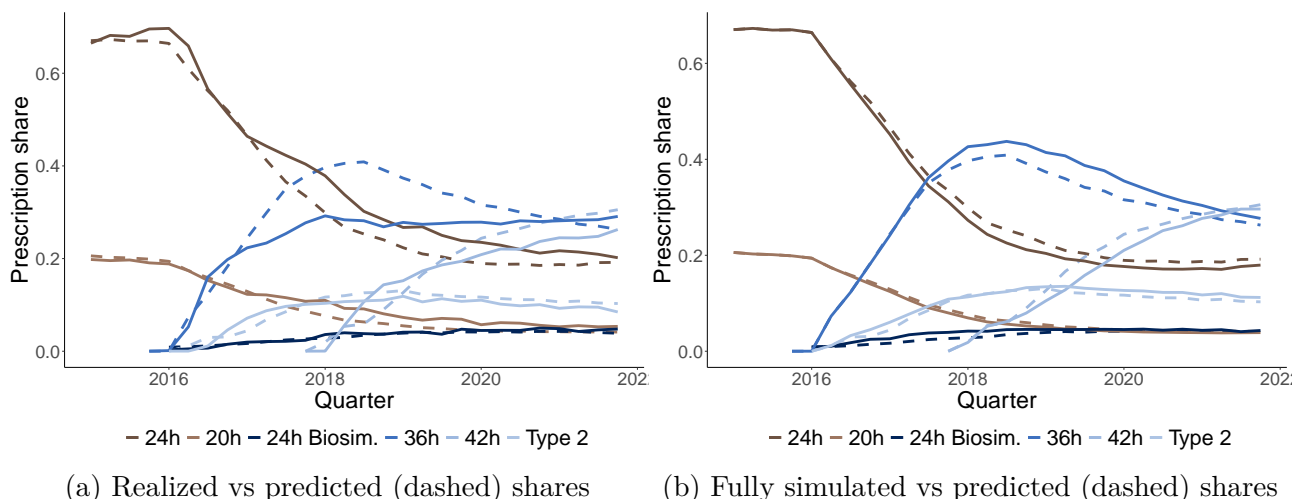 Prescription share
0.6
0.4
0.2
0.0
2016
2018
2020
2022
Quarter
24h 20h 24h Biosim. 36h 42h Type 2
(a) Realized vs predicted (dashed) shares
Prescription share
0.6
0.4
0.2
0.0
2016
2018
2020
2022
Quarter
24h 20h 24h Biosim. 36h 42h Type 2
(b) Fully simulated vs predicted (dashed) shares